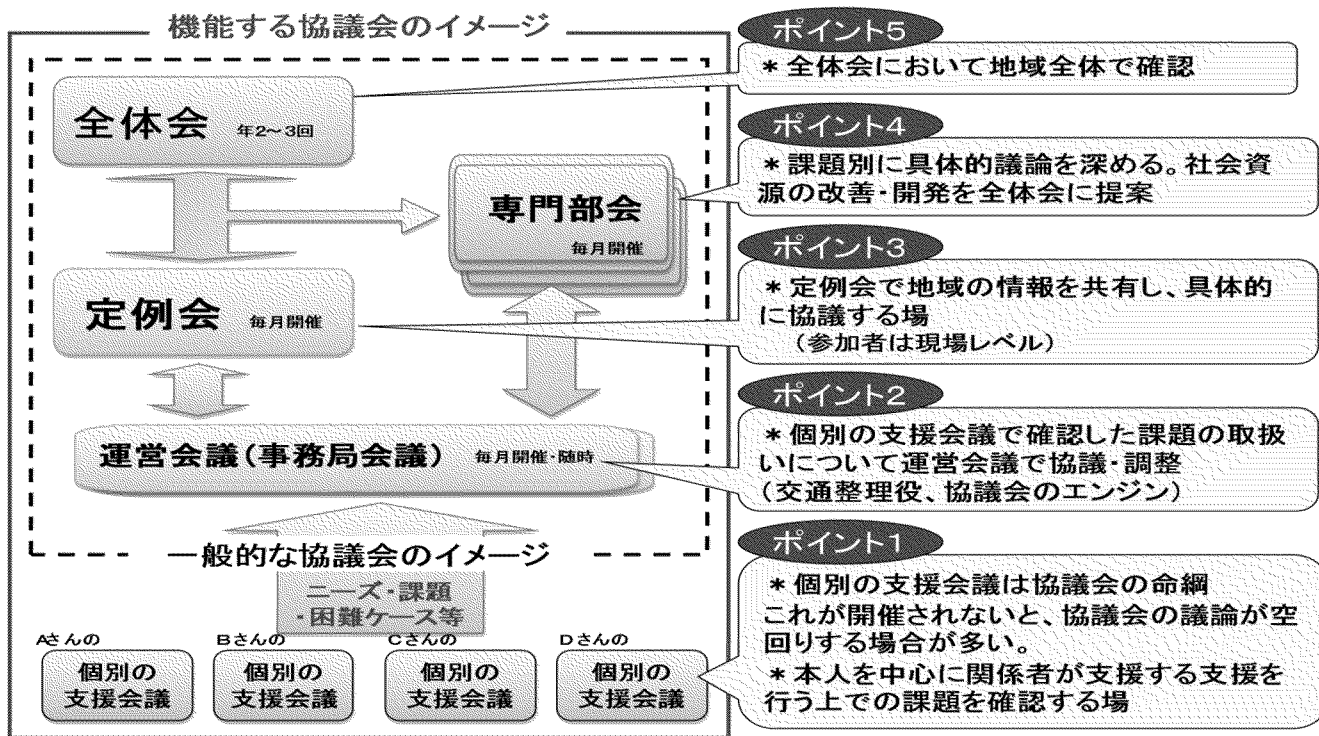 機能する協議会のイメージ
全体会 年2～3回
専門部会
毎月開催
定例会 毎月開催
運営会議(事務局会議) 毎月開催・随時
一般的な協議会のイメージ
ニーズ・課題
・困難ケース等
Aさんの
個別の
支援会議
Bさんの
個別の
支援会議
Cさんの
個別の
支援会議
Dさんの
個別の
支援会議
ポイント5
＊全体会において地域全体で確認
ポイント4
＊課題別に具体的議論を深める。社会資
源の改善・開発を全体会に提案
ポイント3
＊定例会で地域の情報を共有し、具体的
に協議する場
（参加者は現場レベル）
ポイント2
＊個別の支援会議で確認した課題の取扱
いについて運営会議で協議・調整
（交通整理役、協議会のエンジン）
ポイント1
＊個別の支援会議は協議会の命綱
これが開催されないと、協議会の議論が空
回りする場合が多い。
＊本人を中心に関係者が支援する支援を
行う上での課題を確認する場